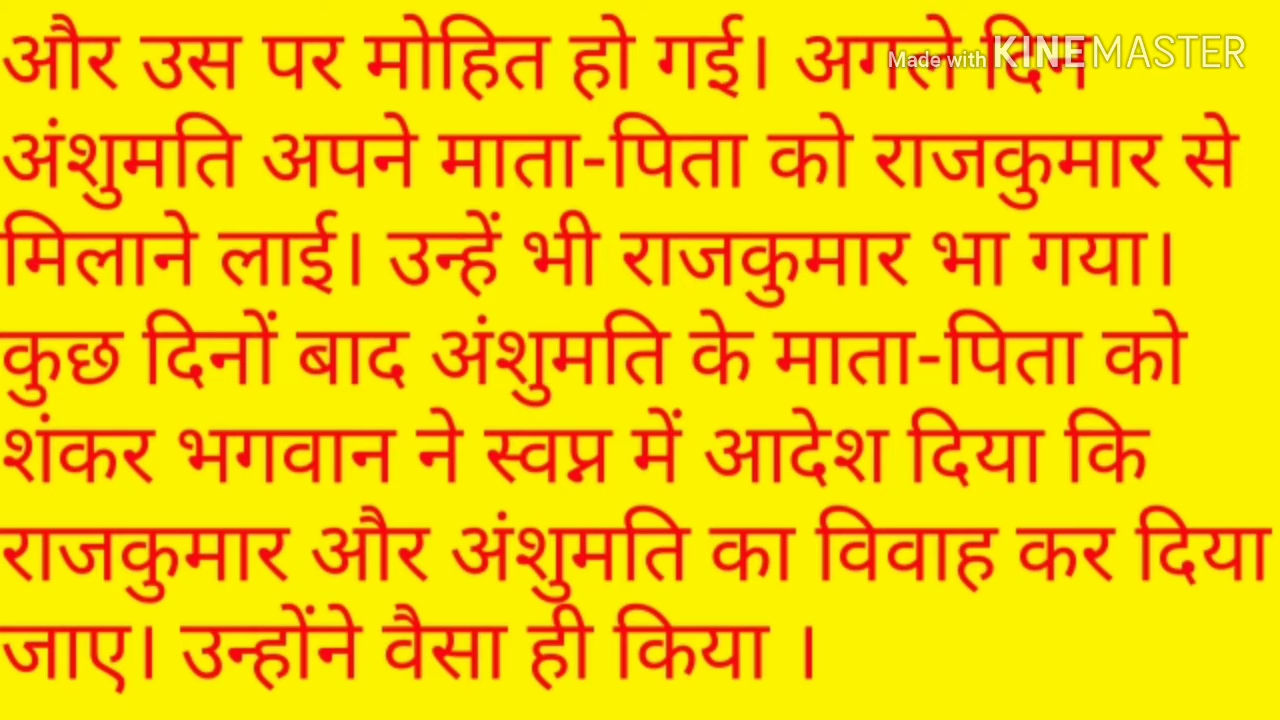 और उस पर मोहित हो गई। अगले दिन
Made with KINEMASTER
अंशुमति अपने माता-पिता को राजकुमार से
मिलाने लाई। उन्हें भी राजकुमार भा गया।
कुछ दिनों बाद अंशुमति के माता-पिता को
शंकर भगवान ने स्वप्न में आदेश दिया कि
राजकुमार और अंशुमति का विवाह कर दिया
जाए। उन्होंने वैसा ही किया ।